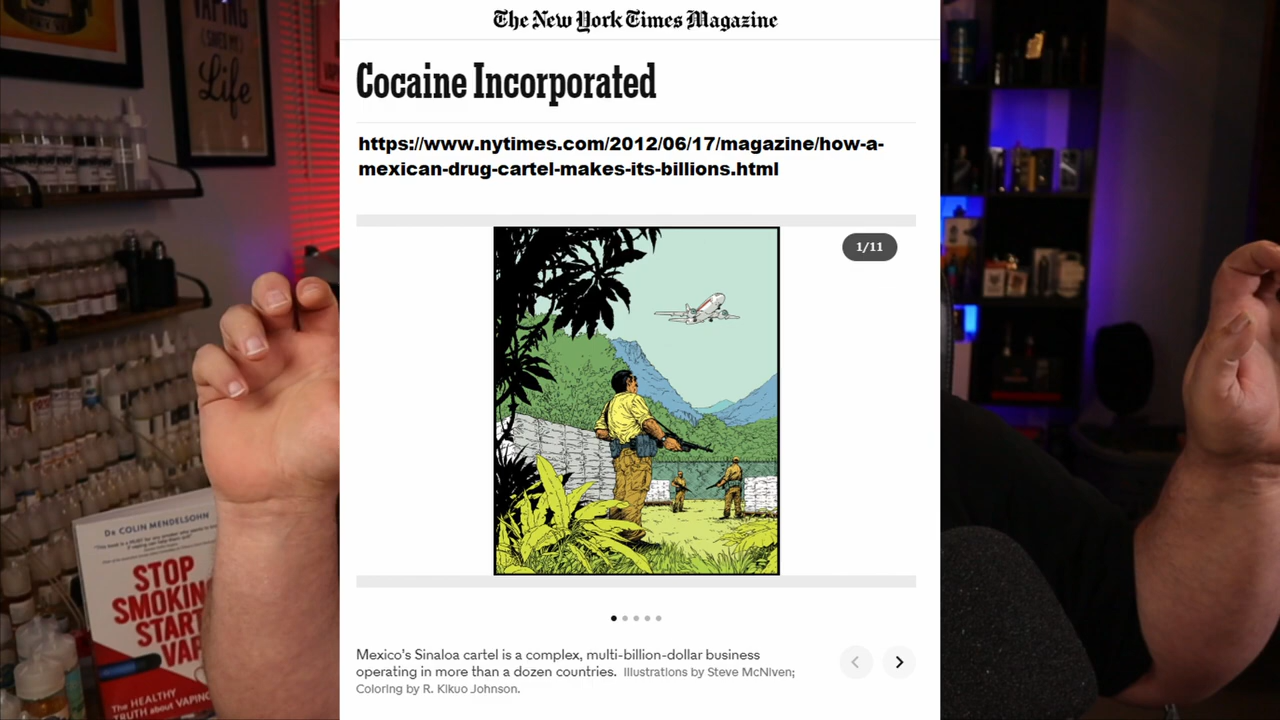 The New York Times Magazine
Cocaine Incorporated
https://www.nytimes.com/2012/06/17/magazine/how-a-
mexican-drug-cartel-makes-its-billions.html
1/11
Mexico's Sinaloa cartel is a complex, multi-billion-dollar business
operating in more than a dozen countries. Illustrations by Steve McNiven;
Coloring by R. Kikuo Johnson.
VAPING
Life
Dr COLIN MENDELSOHN
STOP
SMOKIN
START
VAP
The HEALTHY
TRUTH about VAPING